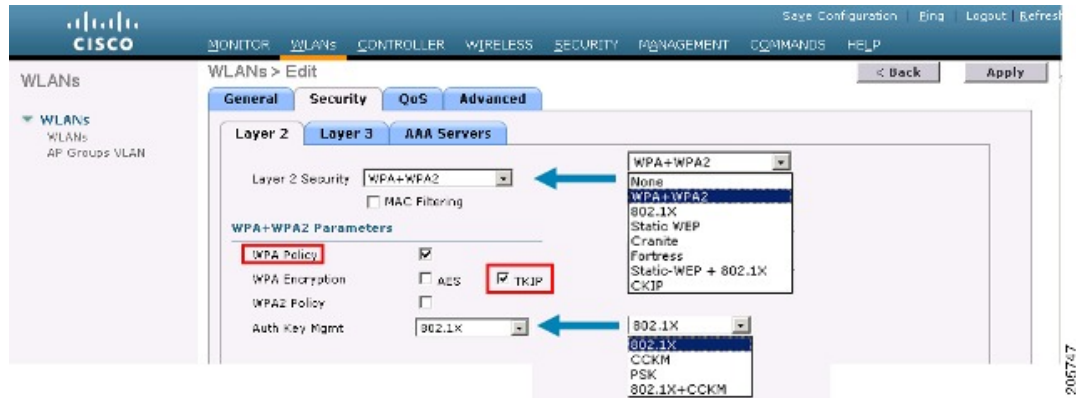 Save Configuration | Ping | Logout | Refresh
CISCO
MONITOR WLANs CONTROLLER WIRELESS SECURITY MANAGEMENT COMMANDS HELP
WLANs
WLANs > Edit
< Back
Apply
General Security QoS Advanced
WLANs
WLANs
AP Groups VLAN
Layer 2 Layer 3 AAA Servers
Layer 2 Security WPA+WPA2
MAC Filtering
WPA+WPA2
None
WPA+WPA2
802.1X
Static WEP
Cranite
Fortress
Static-WEP + 802.1X
CKIP
WPA+WPA2 Parameters
WPA Policy
WPA Encryption AES TKIP
WPA2 Policy
Auth Key Mgmt 802.1X
802.1X
802.1X
CCKM
PSK
802.1X+CCKM
205747